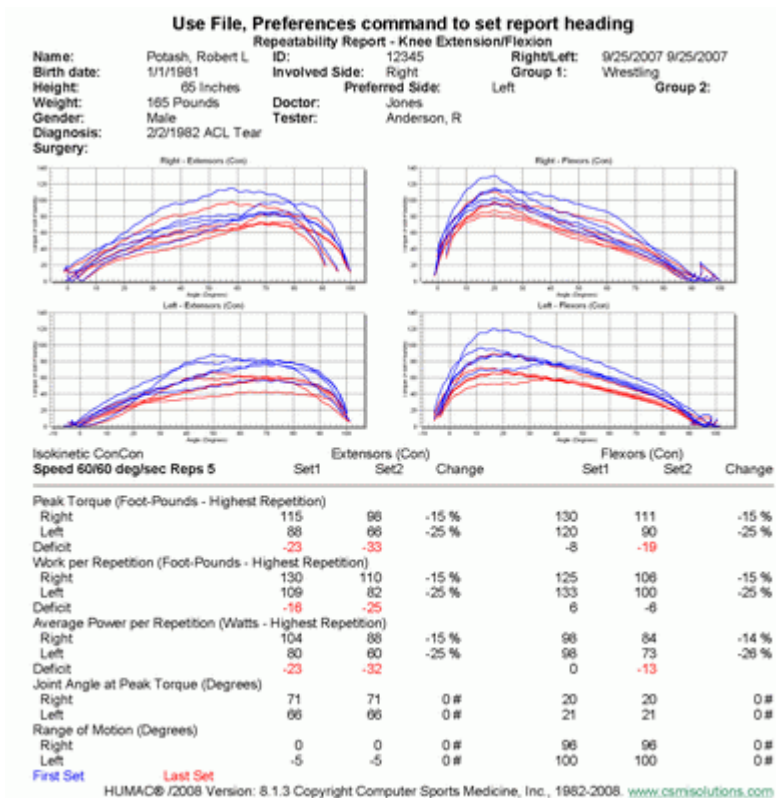 Use File, Preferences command to set report heading
Repeatability Report - Knee Extension/Flexion
Name: Potash, Robert L ID: 12345 Right/Left: 9/25/2007 9/25/2007
Birth date: 1/1/1981 Involved Side: Right Group 1: Wrestling
Height: 65 Inches Preferred Side: Left Group 2:
Weight: 165 Pounds Doctor: Jones
Gender: Male Tester: Anderson, R
Diagnosis: 2/2/1982 ACL Tear
Surgery:
Right - Extensors (Con) Right - Flexors (Con)
Angle (Degrees) Angle (Degrees)
Left - Extensors (Con) Left - Flexors (Con)
Angle (Degrees) Angle (Degrees)
Isokinetic ConCon Extensors (Con) Flexors (Con)
Speed 60/60 deg/sec Reps 5 Set1 Set2 Change Set1 Set2 Change
Peak Torque (Foot-Pounds - Highest Repetition)
Right 115 98 -15 % 130 111 -15 %
Left 88 66 -25 % 120 90 -25 %
Deficit -23 -33 -8 -19
Work per Repetition (Foot-Pounds - Highest Repetition)
Right 130 110 -15 % 125 106 -15 %
Left 109 82 -25 % 133 100 -25 %
Deficit -16 -25 6 -6
Average Power per Repetition (Watts - Highest Repetition)
Right 104 88 -15 % 98 84 -14 %
Left 80 60 -25 % 98 73 -26 %
Deficit -23 -32 0 -13
Joint Angle at Peak Torque (Degrees)
Right 71 71 0 # 20 20 0 #
Left 66 66 0 # 21 21 0 #
Range of Motion (Degrees)
Right 0 0 0 # 96 96 0 #
Left -5 -5 0 # 100 100 0 #
First Set Last Set
HUMAC® /2008 Version: 8.1.3 Copyright Computer Sports Medicine, Inc., 1982-2008. www.csmisolutions.com